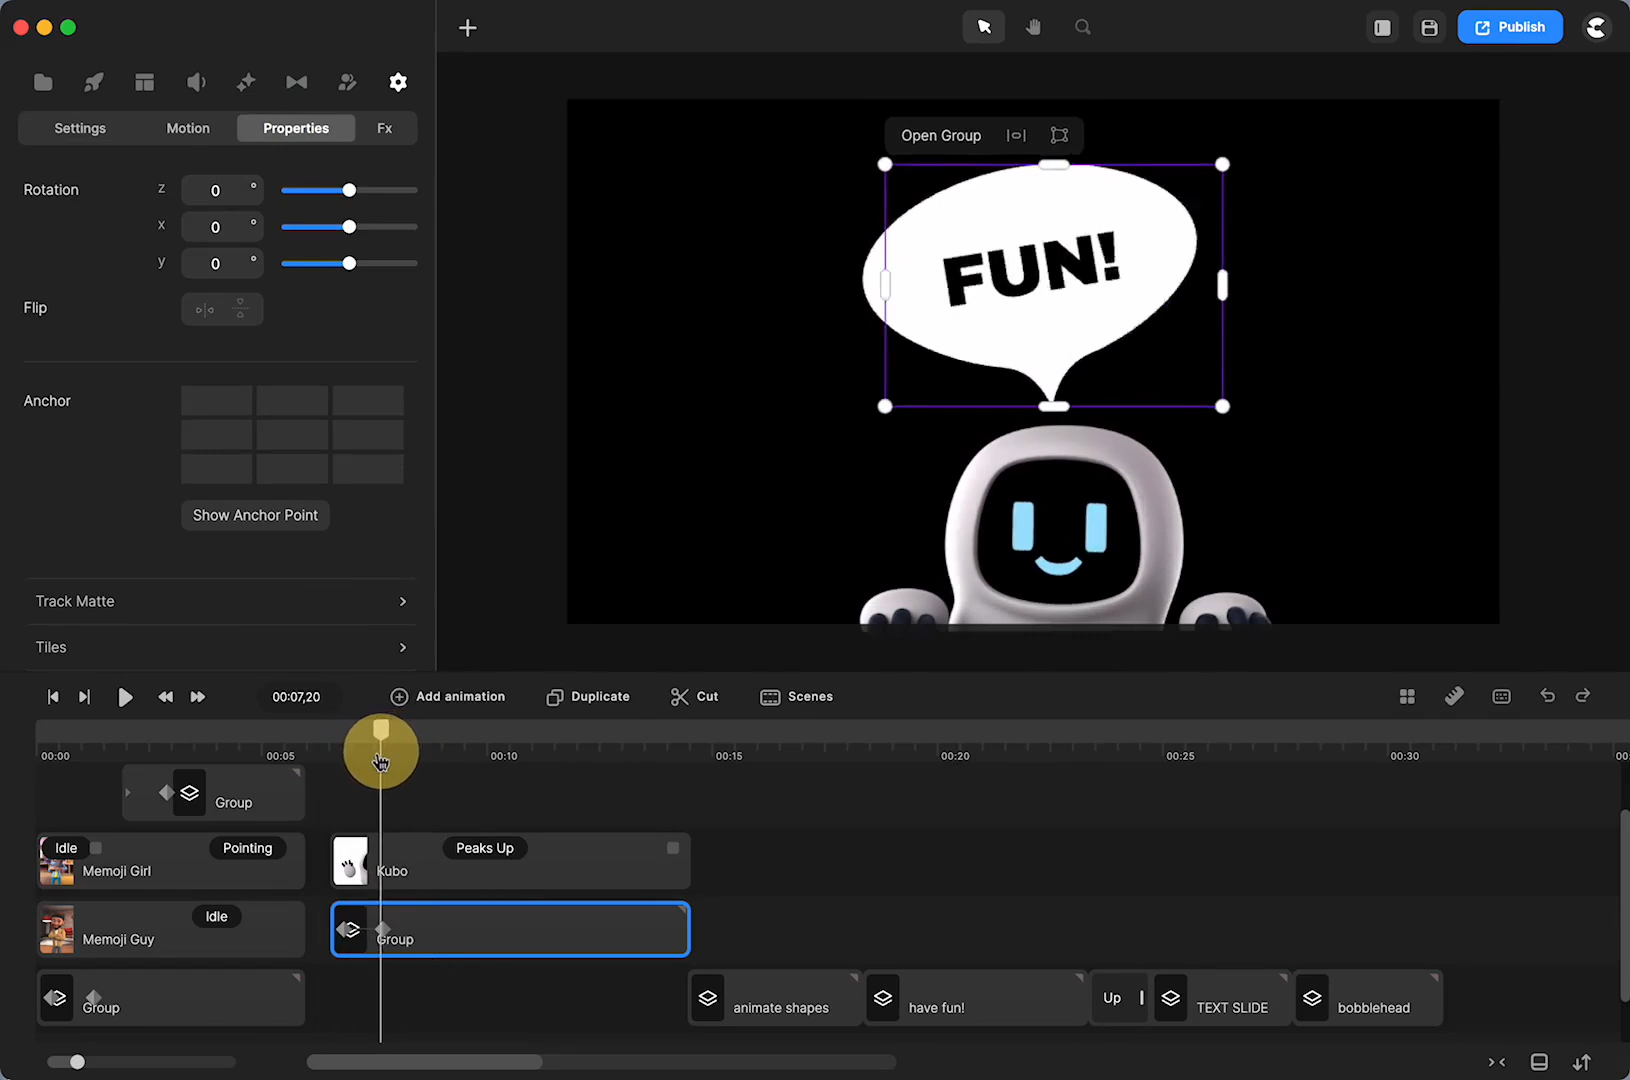 Publish
Settings Motion Properties Fx
Open Group
Rotation z 0 °
x 0 °
y 0 °
FUN!
Flip
Anchor
Show Anchor Point
Track Matte
Tiles
00:07,20 Add animation Duplicate Cut Scenes
00:00 00:05 00:10 00:15 00:20 00:25 00:30 00:
Group
Idle Pointing Peaks Up
Memoji Girl Kubo
Idle
Memoji Guy Group
Group animate shapes have fun! Up TEXT SLIDE bobblehead